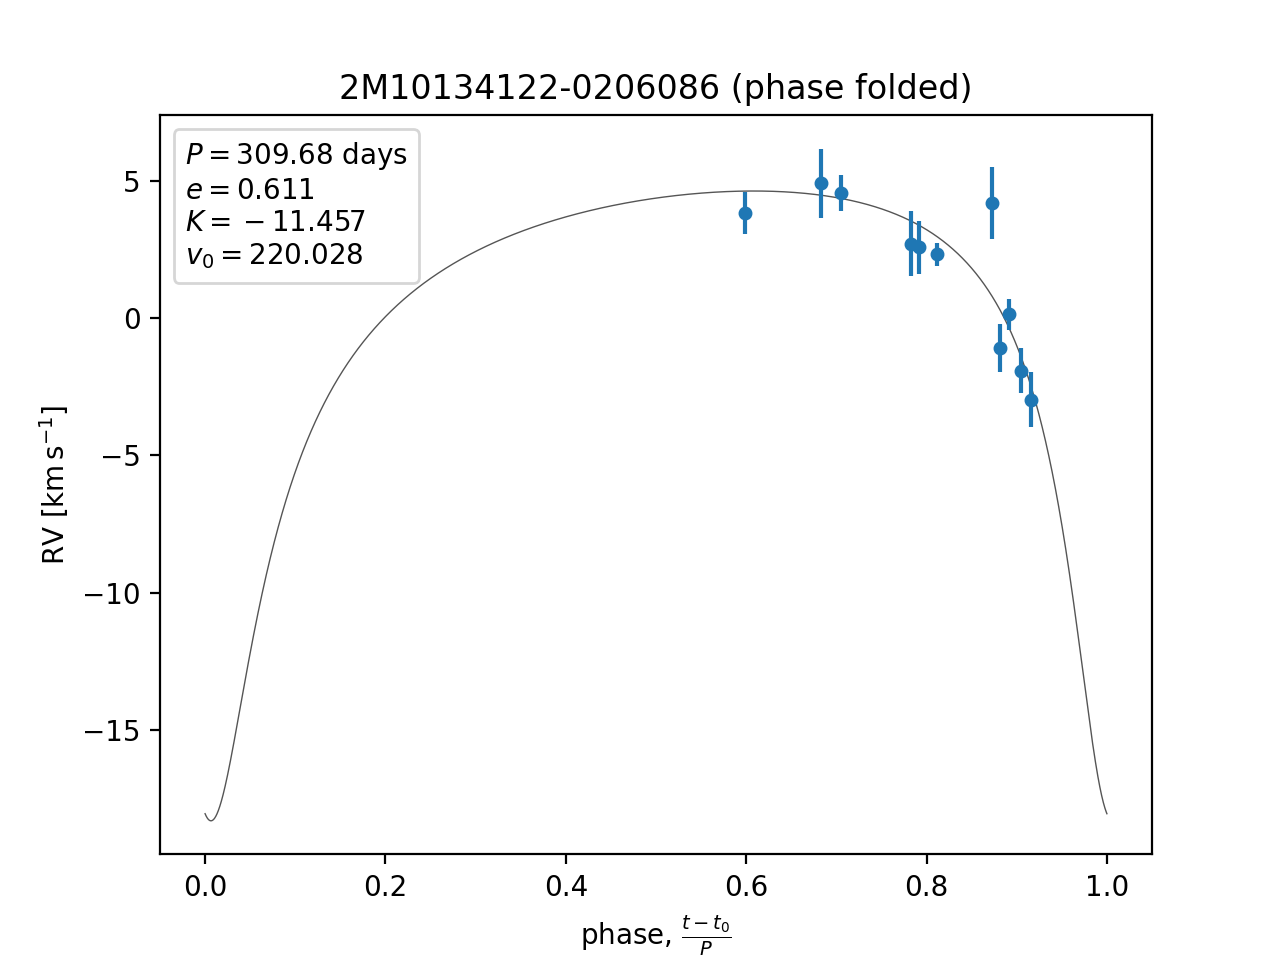 2M10134122-0206086 (phase folded)
P = 309.68 days
e = 0.611
K = − 11.457
v₀ = 220.028
5
0
−5
−10
−15
RV [km s⁻¹]
0.0 0.2 0.4 0.6 0.8 1.0
phase, (t − t₀)/P